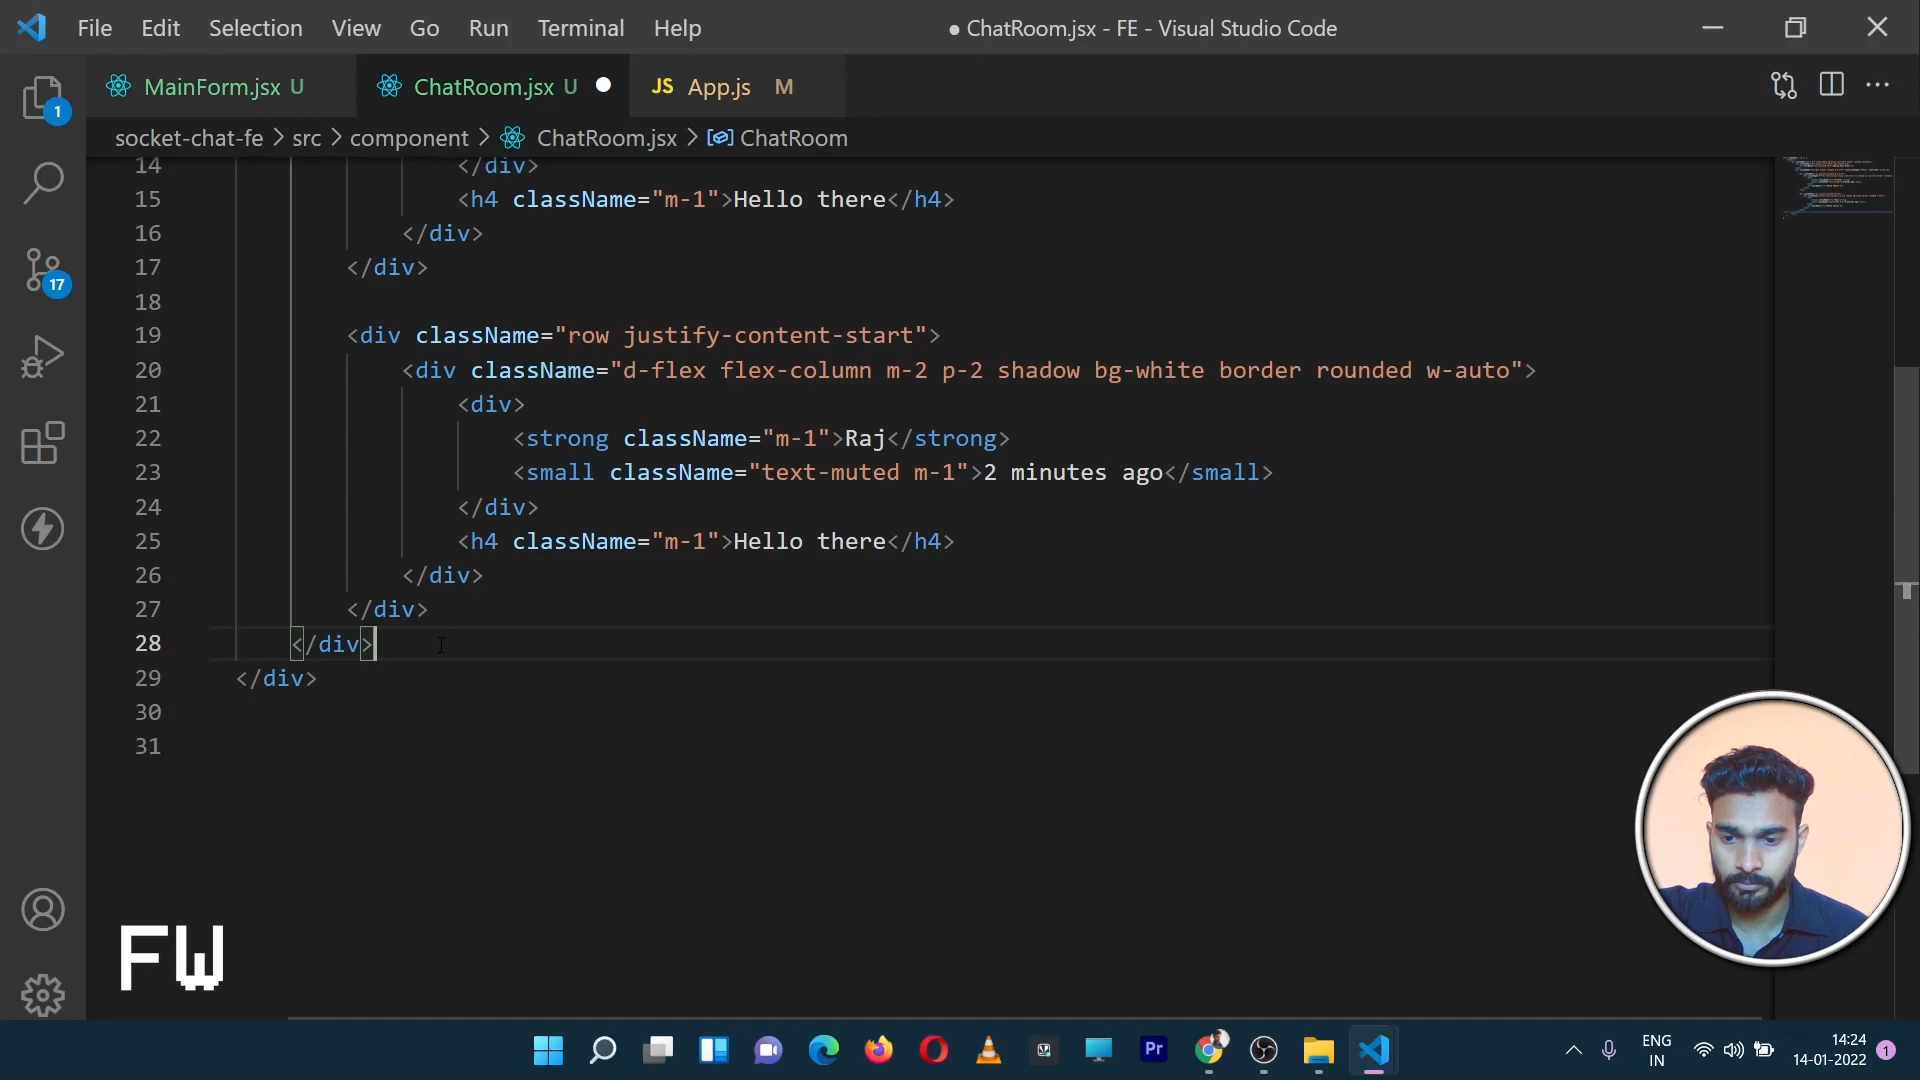 File Edit Selection View Go Run Terminal Help
● ChatRoom.jsx - FE - Visual Studio Code
MainForm.jsx U
ChatRoom.jsx U
JS App.js M
1
socket-chat-fe > src > component > ChatRoom.jsx > ChatRoom
14 </div>
15 <h4 className="m-1">Hello there</h4>
16 </div>
17 </div>
18
19 <div className="row justify-content-start">
20 <div className="d-flex flex-column m-2 p-2 shadow bg-white border rounded w-auto">
21 <div>
22 <strong className="m-1">Raj</strong>
23 <small className="text-muted m-1">2 minutes ago</small>
24 </div>
25 <h4 className="m-1">Hello there</h4>
26 </div>
27 </div>
28 </div>
29 </div>
30
31
17
FW
Pr
ENG
IN
14:24
14-01-2022
1